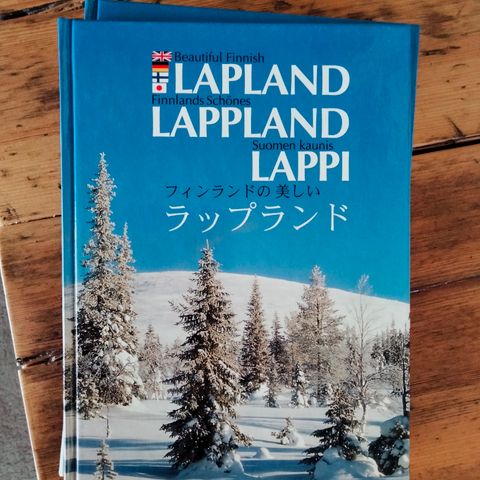 Beautiful Finnish
LAPLAND
Finnlands Schönes
LAPPLAND
Suomen kaunis
LAPPI
フィンランドの 美しい
ラップランド